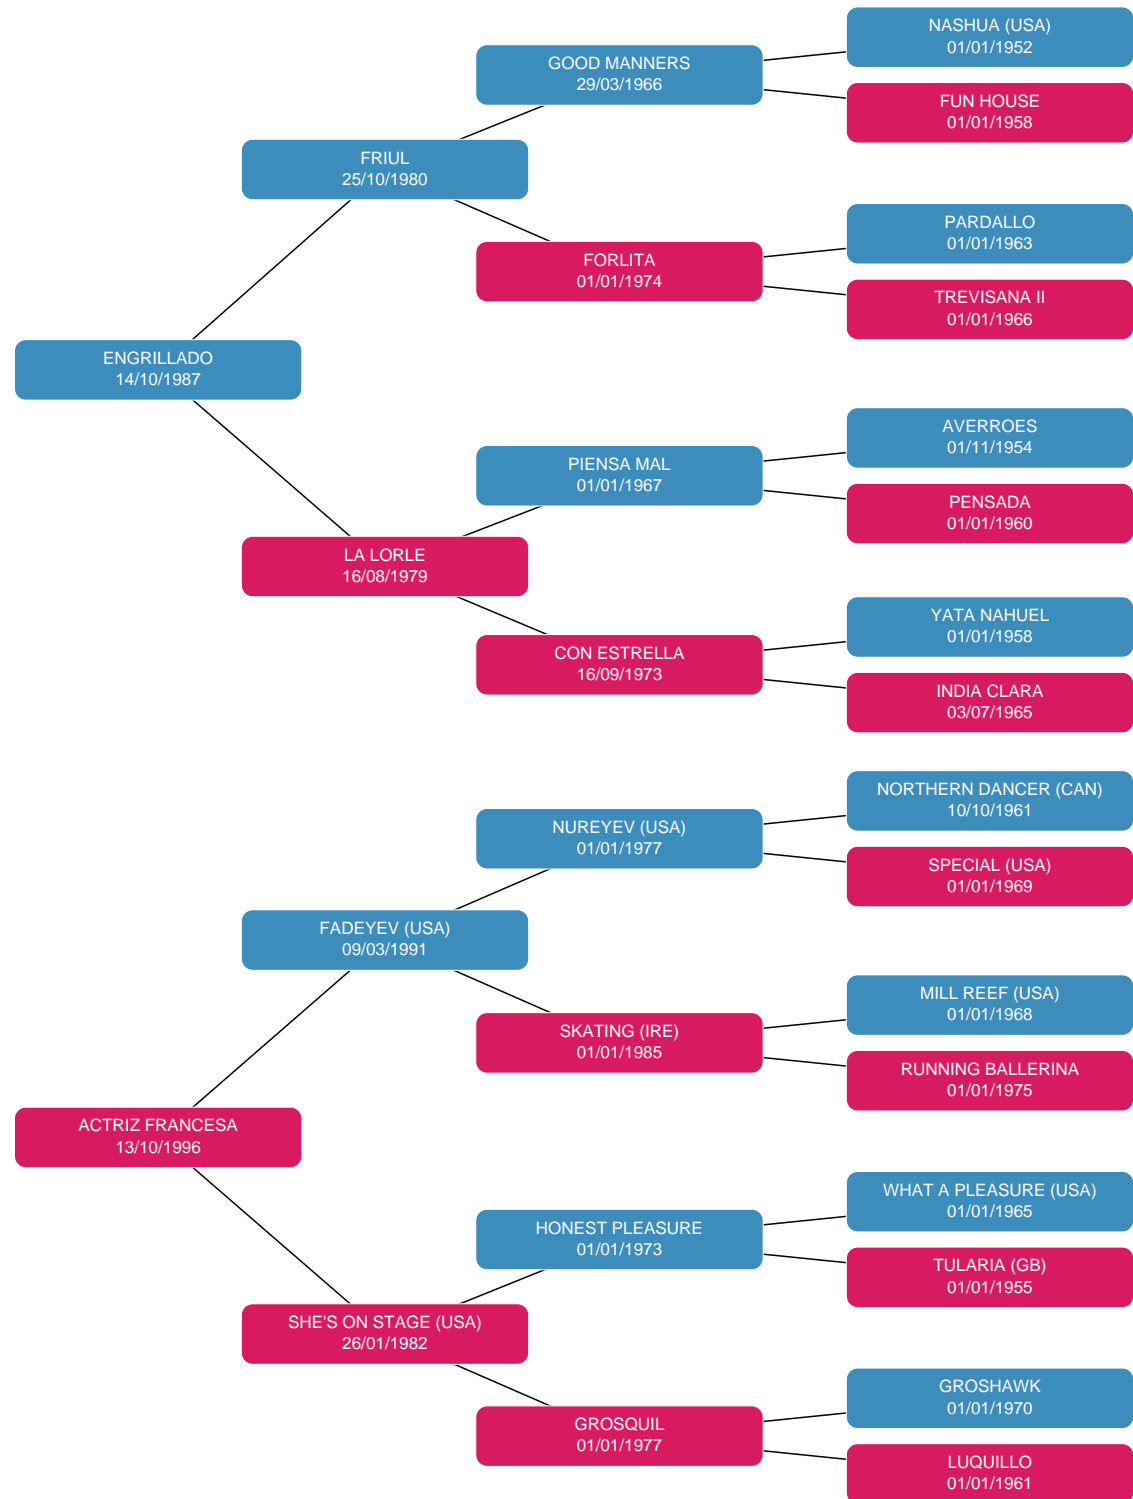 NASHUA (USA)
01/01/1952
GOOD MANNERS
29/03/1966
FUN HOUSE
01/01/1958
FRIUL
25/10/1980
PARDALLO
01/01/1963
FORLITA
01/01/1974
TREVISANA II
01/01/1966
ENGRILLADO
14/10/1987
AVERROES
01/11/1954
PIENSA MAL
01/01/1967
PENSADA
01/01/1960
LA LORLE
16/08/1979
YATA NAHUEL
01/01/1958
CON ESTRELLA
16/09/1973
INDIA CLARA
03/07/1965
NORTHERN DANCER (CAN)
10/10/1961
NUREYEV (USA)
01/01/1977
SPECIAL (USA)
01/01/1969
FADEYEV (USA)
09/03/1991
MILL REEF (USA)
01/01/1968
SKATING (IRE)
01/01/1985
RUNNING BALLERINA
01/01/1975
ACTRIZ FRANCESA
13/10/1996
WHAT A PLEASURE (USA)
01/01/1965
HONEST PLEASURE
01/01/1973
TULARIA (GB)
01/01/1955
SHE'S ON STAGE (USA)
26/01/1982
GROSHAWK
01/01/1970
GROSQUIL
01/01/1977
LUQUILLO
01/01/1961